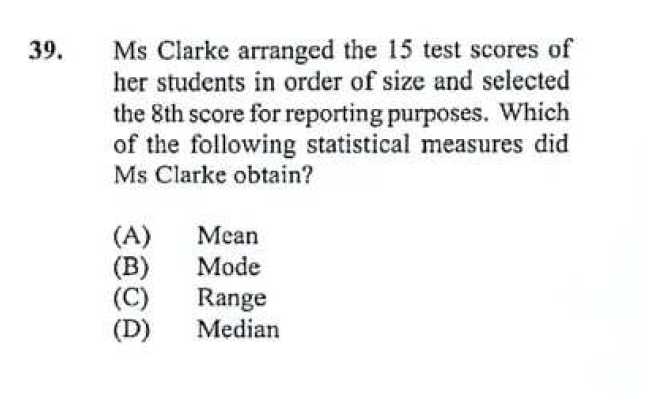 39. Ms Clarke arranged the 15 test scores of
her students in order of size and selected
the 8th score for reporting purposes. Which
of the following statistical measures did
Ms Clarke obtain?
(A) Mean
(B) Mode
(C) Range
(D) Median